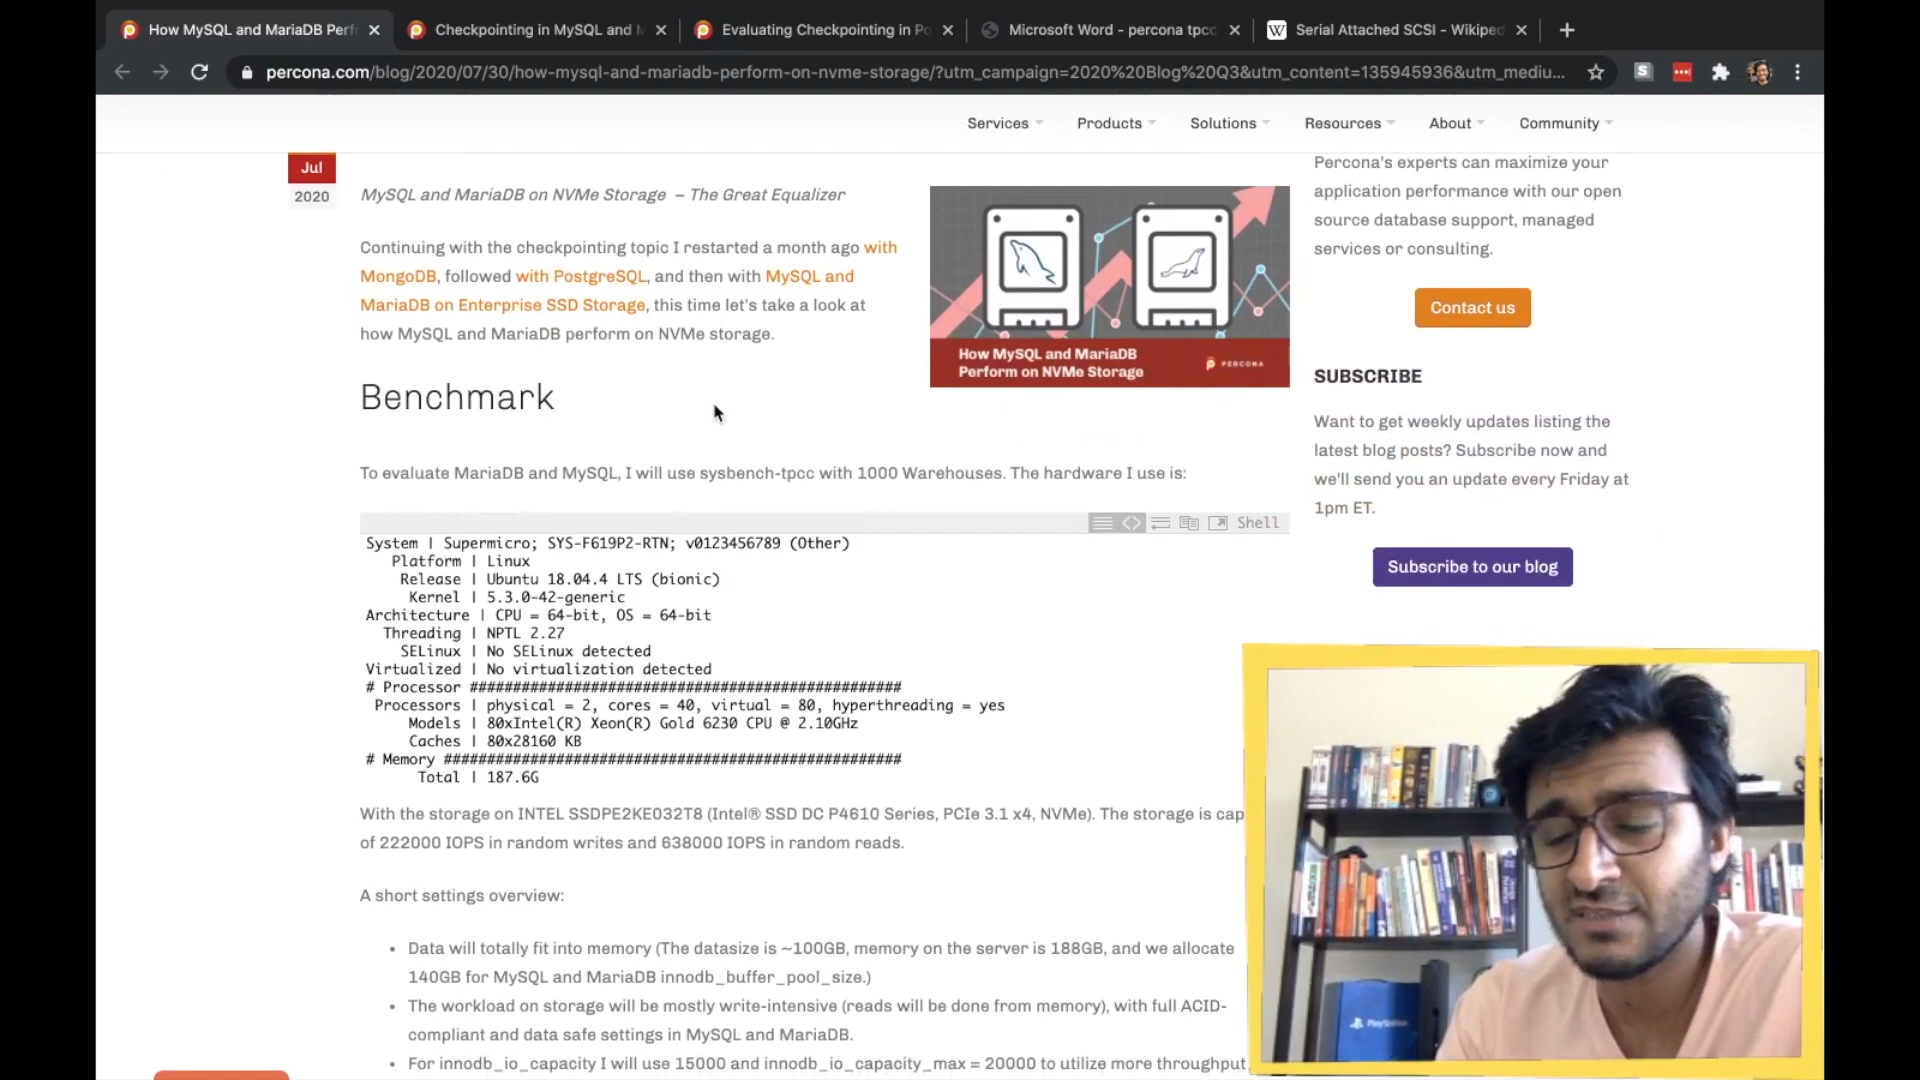 How MySQL and MariaDB Perf
Checkpointing in MySQL and M
Evaluating Checkpointing in Po
Microsoft Word - percona tpcc
Serial Attached SCSI - Wikiped
percona.com/blog/2020/07/30/how-mysql-and-mariadb-perform-on-nvme-storage/?utm_campaign=2020%20Blog%20Q3&utm_content=135945936&utm_mediu...
Services
Products
Solutions
Resources
About
Community
Jul
2020
MySQL and MariaDB on NVMe Storage – The Great Equalizer
Continuing with the checkpointing topic I restarted a month ago with
MongoDB, followed with PostgreSQL, and then with MySQL and
MariaDB on Enterprise SSD Storage, this time let's take a look at
how MySQL and MariaDB perform on NVMe storage.
How MySQL and MariaDB
Perform on NVMe Storage
PERCONA
Benchmark
To evaluate MariaDB and MySQL, I will use sysbench-tpcc with 1000 Warehouses. The hardware I use is:
Shell
System | Supermicro; SYS-F619P2-RTN; v0123456789 (Other)
Platform | Linux
Release | Ubuntu 18.04.4 LTS (bionic)
Kernel | 5.3.0-42-generic
Architecture | CPU = 64-bit, OS = 64-bit
Threading | NPTL 2.27
SELinux | No SELinux detected
Virtualized | No virtualization detected
# Processor ##################################################
Processors | physical = 2, cores = 40, virtual = 80, hyperthreading = yes
Models | 80xIntel(R) Xeon(R) Gold 6230 CPU @ 2.10GHz
Caches | 80x28160 KB
# Memory #####################################################
Total | 187.6G
With the storage on INTEL SSDPE2KE032T8 (Intel® SSD DC P4610 Series, PCIe 3.1 x4, NVMe). The storage is cap
of 222000 IOPS in random writes and 638000 IOPS in random reads.
A short settings overview:
• Data will totally fit into memory (The datasize is ~100GB, memory on the server is 188GB, and we allocate
140GB for MySQL and MariaDB innodb_buffer_pool_size.)
• The workload on storage will be mostly write-intensive (reads will be done from memory), with full ACID-
compliant and data safe settings in MySQL and MariaDB.
• For innodb_io_capacity I will use 15000 and innodb_io_capacity_max = 20000 to utilize more throughput
Percona's experts can maximize your
application performance with our open
source database support, managed
services or consulting.
Contact us
SUBSCRIBE
Want to get weekly updates listing the
latest blog posts? Subscribe now and
we'll send you an update every Friday at
1pm ET.
Subscribe to our blog
PlayStation